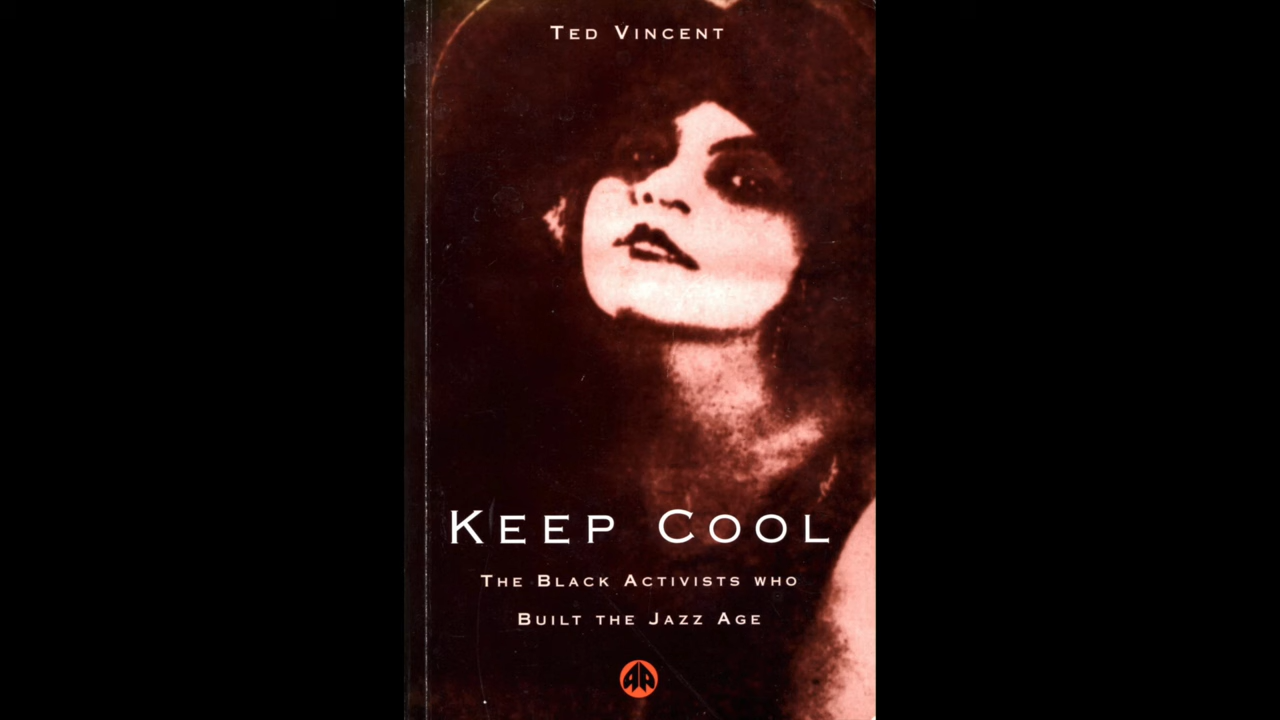 Ted Vincent
Keep Cool
The Black Activists who
Built the Jazz Age